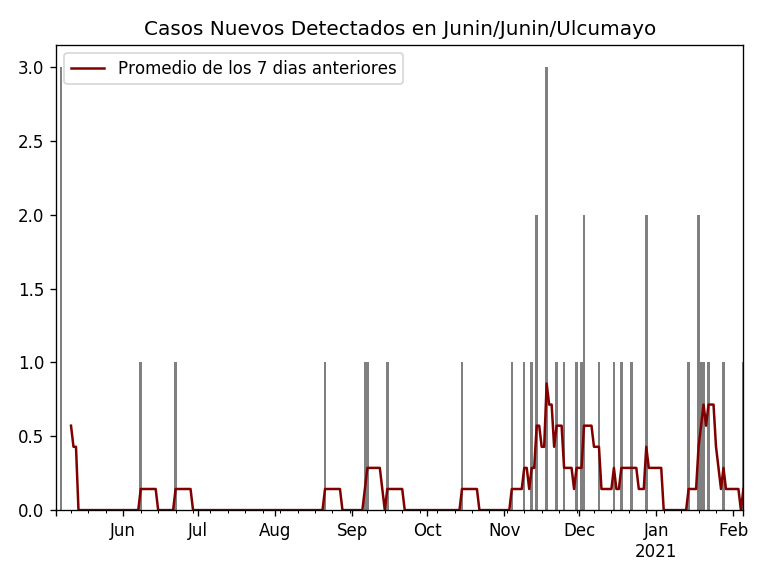 Casos Nuevos Detectados en Junin/Junin/Ulcumayo
Promedio de los 7 dias anteriores
3.0
2.5
2.0
1.5
1.0
0.5
0.0
Jun Jul Aug Sep Oct Nov Dec Jan Feb
2021